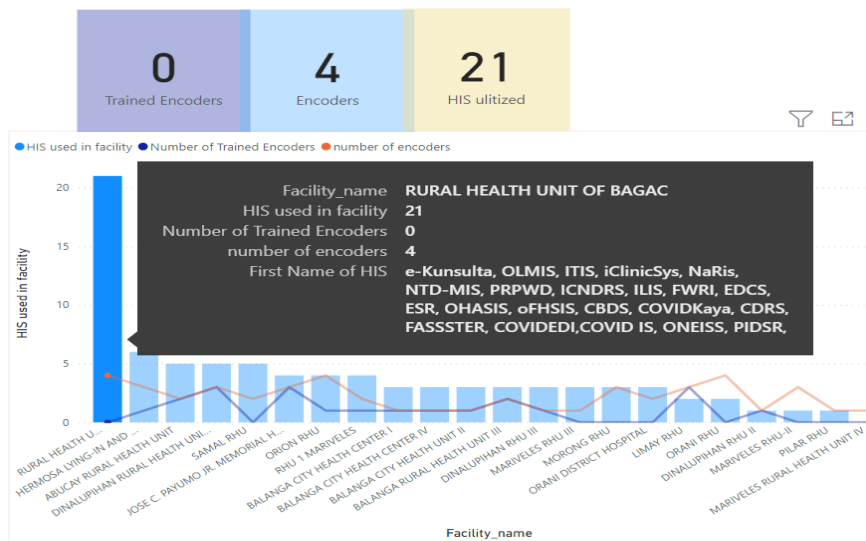 0
Trained Encoders
4
Encoders
21
HIS ulitized
HIS used in facility
Number of Trained Encoders
number of encoders
20
15
10
5
0
HIS used in facility
Facility_name RURAL HEALTH UNIT OF BAGAC
HIS used in facility 21
Number of Trained Encoders 0
number of encoders 4
First Name of HIS e-Kunsulta, OLMIS, ITIS, iClinicSys, NaRis,
NTD-MIS, PRPWD, ICNDRS, ILIS, FWRI, EDCS,
ESR, OHASIS, oFHSIS, CBDS, COVIDKaya, CDRS,
FASSSTER, COVIDEDI,COVID IS, ONEISS, PIDSR,
RURAL HEALTH U...
HERMOSA LYING-IN AND ...
ABUCAY RURAL HEALTH UNIT
DINALUPIHAN RURAL HEALTH UNI...
SAMAL RHU
JOSE C. PAYUMO JR. MEMORIAL H...
ORION RHU
RHU 1 MARVELES
BALANGA CITY HEALTH CENTER I
BALANGA CITY HEALTH CENTER IV
BALANGA CITY HEALTH UNIT II
BALANGA RURAL HEALTH UNIT III
DINALUPIHAN RHU III
MARIVELES RHU III
MORONG RHU
ORANI DISTRICT HOSPITAL
LIMAY RHU
ORANI RHU
DINALUPIHAN RHU II
MARIVELES RHU-II
PILAR RHU
MARIVELES RURAL HEALTH UNIT IV
Facility_name